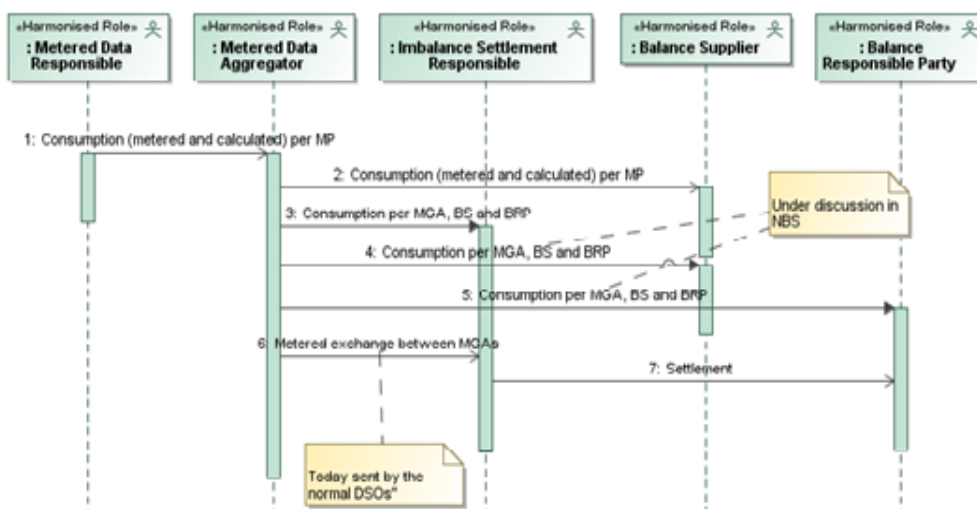 «Harmonised Role»
: Metered Data
Responsible
«Harmonised Role»
: Metered Data
Aggregator
«Harmonised Role»
: Imbalance Settlement
Responsible
«Harmonised Role»
: Balance Supplier
«Harmonised Role»
: Balance
Responsible Party
1: Consumption (metered and calculated) per MP
2: Consumption (metered and calculated) per MP
Under discussion in
NBS
3: Consumption per MGA, BS and BRP
4: Consumption per MGA, BS and BRP
5: Consumption per MGA, BS and BRP
6: Metered exchange between MGAs
7: Settlement
Today sent by the
normal DSOs"